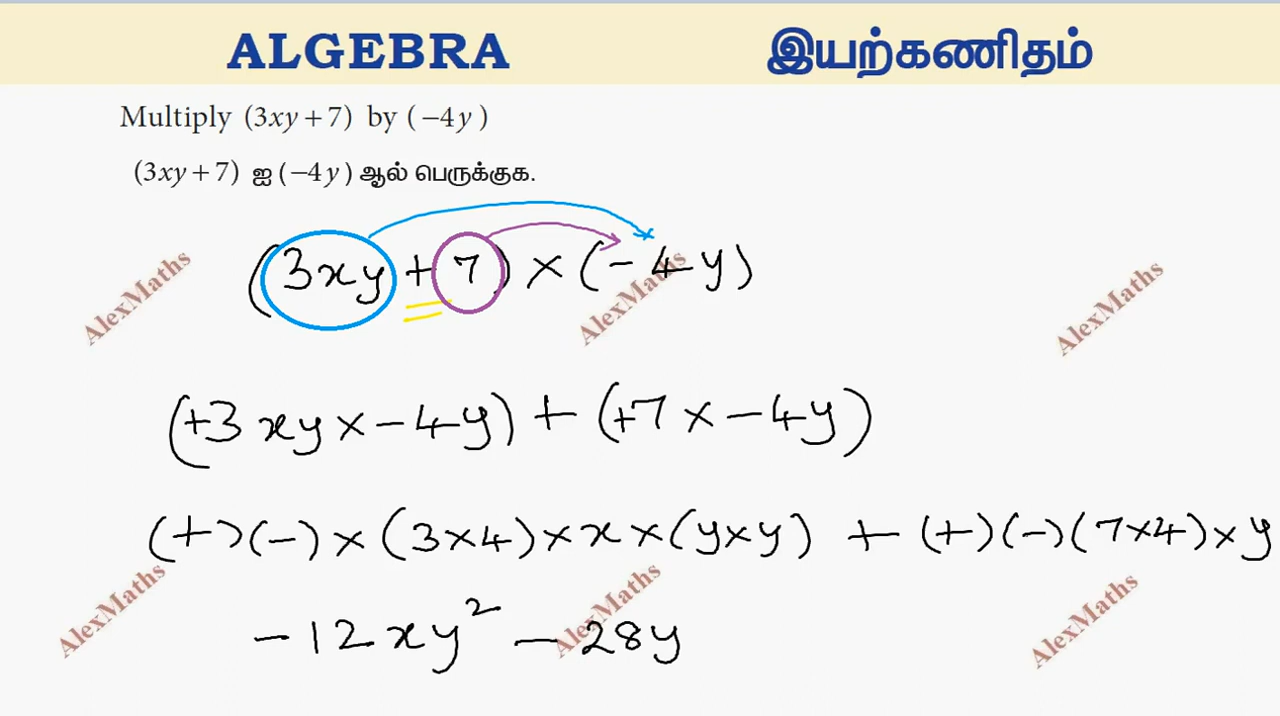 ALGEBRA இயற்கணிதம்
Multiply (3xy+7) by (−4y)
(3xy+7) ஐ (−4y) ஆல் பெருக்குக.
(3xy + 7) × (−4y)
AlexMaths AlexMaths AlexMaths
(+3xy × −4y) + (+7 × −4y)
(+)(−) × (3×4) × x × (y×y) + (+)(−)(7×4) × y
AlexMaths AlexMaths AlexMaths
−12xy² − 28y